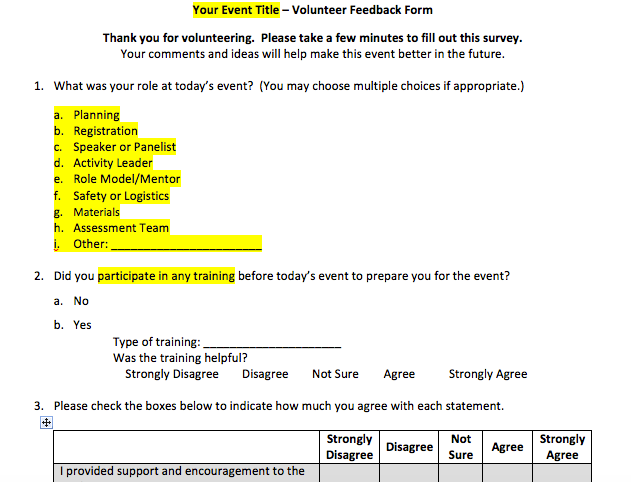 Your Event Title – Volunteer Feedback Form
Thank you for volunteering. Please take a few minutes to fill out this survey.
Your comments and ideas will help make this event better in the future.
1. What was your role at today's event? (You may choose multiple choices if appropriate.)
a. Planning
b. Registration
c. Speaker or Panelist
d. Activity Leader
e. Role Model/Mentor
f. Safety or Logistics
g. Materials
h. Assessment Team
i. Other: ______________________
2. Did you participate in any training before today's event to prepare you for the event?
a. No
b. Yes
Type of training: ____________________
Was the training helpful?
Strongly Disagree Disagree Not Sure Agree Strongly Agree
3. Please check the boxes below to indicate how much you agree with each statement.
Strongly Disagree Disagree Not Sure Agree Strongly Agree
I provided support and encouragement to the